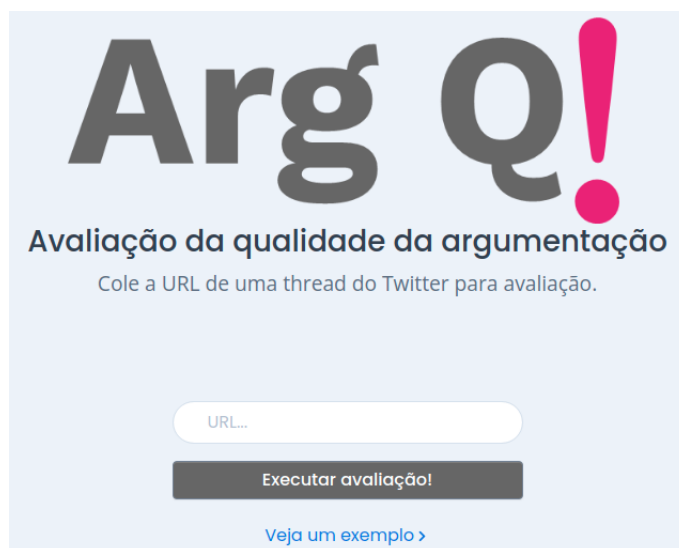 Arg Q!
Avaliação da qualidade da argumentação
Cole a URL de uma thread do Twitter para avaliação.
URL...
Executar avaliação!
Veja um exemplo >